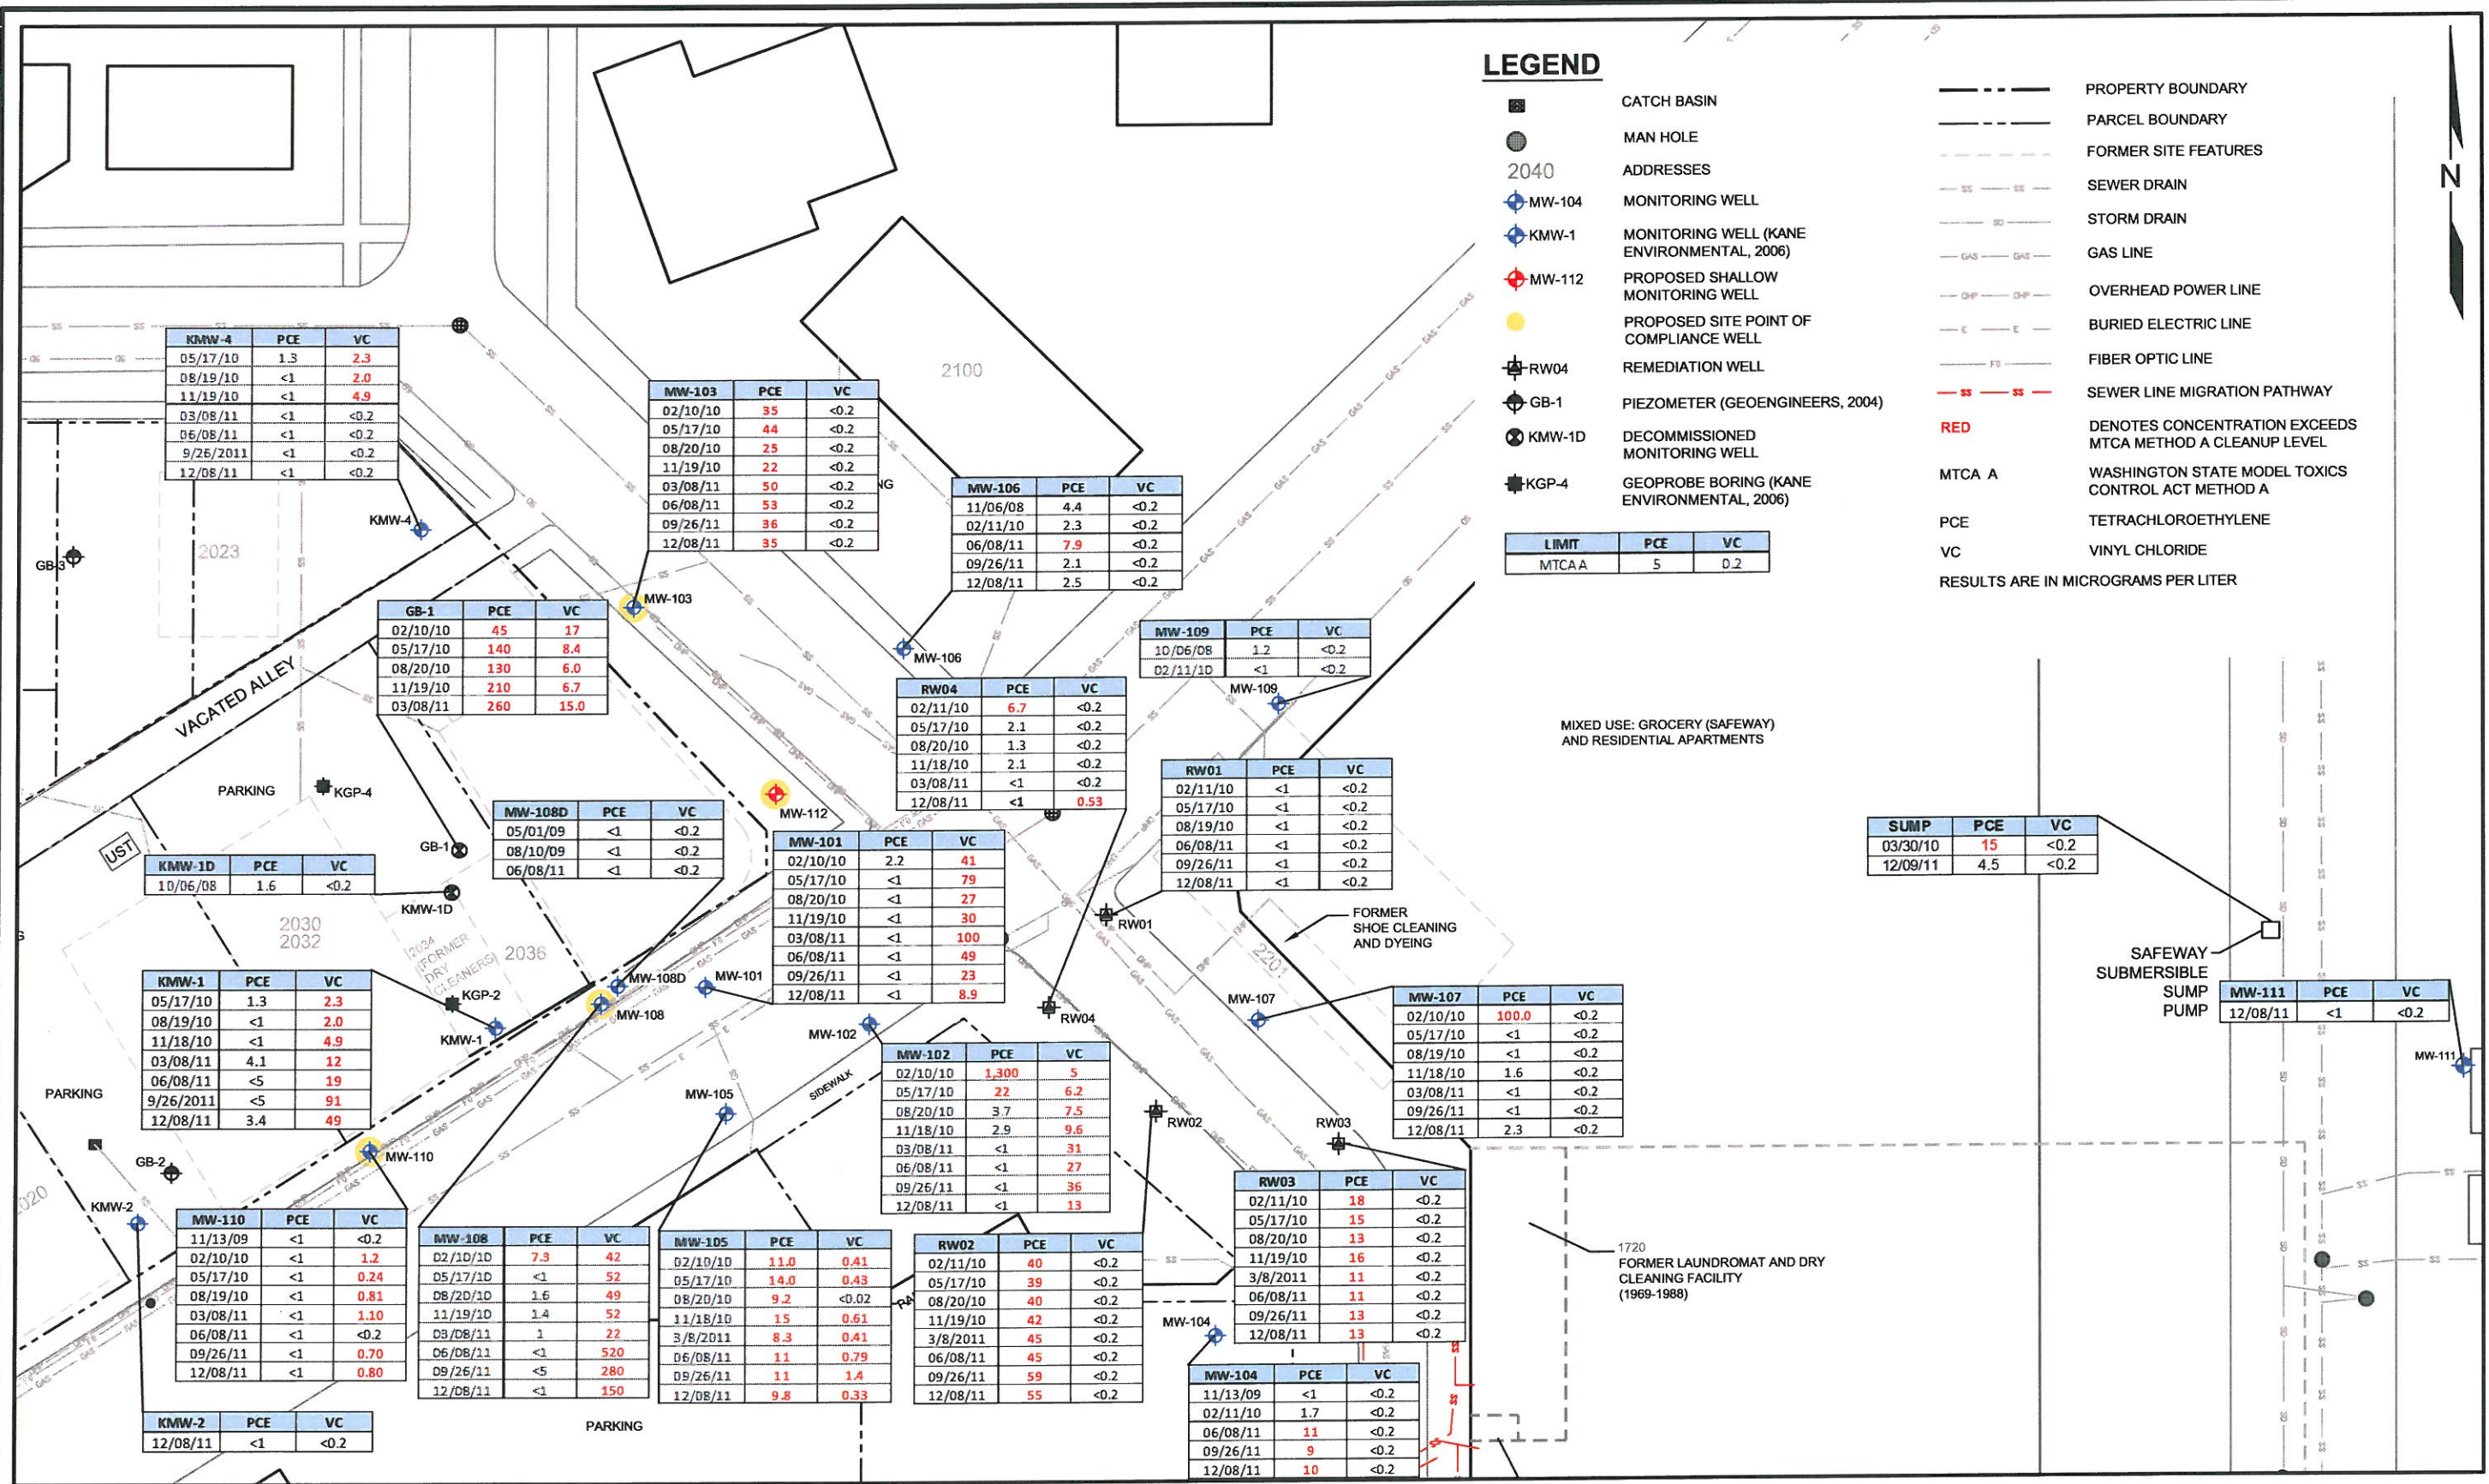 LEGEND
CATCH BASIN
MAN HOLE
2040 ADDRESSES
MW-104 MONITORING WELL
KMW-1 MONITORING WELL (KANE
ENVIRONMENTAL, 2006)
MW-112 PROPOSED SHALLOW
MONITORING WELL
PROPOSED SITE POINT OF
COMPLIANCE WELL
RW04 REMEDIATION WELL
GB-1 PIEZOMETER (GEOENGINEERS, 2004)
KMW-1D DECOMMISSIONED
MONITORING WELL
KGP-4 GEOPROBE BORING (KANE
ENVIRONMENTAL, 2006)
LIMIT PCE VC
MTCA A 5 0.2
PROPERTY BOUNDARY
PARCEL BOUNDARY
FORMER SITE FEATURES
SS SS SEWER DRAIN
SD STORM DRAIN
GAS GAS GAS LINE
OHP OHP OVERHEAD POWER LINE
E E BURIED ELECTRIC LINE
FO FIBER OPTIC LINE
SS SS SEWER LINE MIGRATION PATHWAY
RED DENOTES CONCENTRATION EXCEEDS
MTCA METHOD A CLEANUP LEVEL
MTCA A WASHINGTON STATE MODEL TOXICS
CONTROL ACT METHOD A
PCE TETRACHLOROETHYLENE
VC VINYL CHLORIDE
RESULTS ARE IN MICROGRAMS PER LITER
N
KMW-4 PCE VC
05/17/10 1.3 2.3
08/19/10 <1 2.0
11/19/10 <1 4.9
03/08/11 <1 <0.2
06/08/11 <1 <0.2
9/26/2011 <1 <0.2
12/08/11 <1 <0.2
KMW-4
2023
GB-3
MW-103 PCE VC
02/10/10 35 <0.2
05/17/10 44 <0.2
08/20/10 25 <0.2
11/19/10 22 <0.2
03/08/11 50 <0.2
06/08/11 53 <0.2
09/26/11 36 <0.2
12/08/11 35 <0.2
MW-103
2100
NG
MW-106 PCE VC
11/06/08 4.4 <0.2
02/11/10 2.3 <0.2
06/08/11 7.9 <0.2
09/26/11 2.1 <0.2
12/08/11 2.5 <0.2
MW-106
GB-1 PCE VC
02/10/10 45 17
05/17/10 140 8.4
08/20/10 130 6.0
11/19/10 210 6.7
03/08/11 260 15.0
VACATED ALLEY
MW-109 PCE VC
10/06/08 1.2 <0.2
02/11/10 <1 <0.2
MW-109
MIXED USE: GROCERY (SAFEWAY)
AND RESIDENTIAL APARTMENTS
RW04 PCE VC
02/11/10 6.7 <0.2
05/17/10 2.1 <0.2
08/20/10 1.3 <0.2
11/18/10 2.1 <0.2
03/08/11 <1 <0.2
12/08/11 <1 0.53
RW01 PCE VC
02/11/10 <1 <0.2
05/17/10 <1 <0.2
08/19/10 <1 <0.2
06/08/11 <1 <0.2
09/26/11 <1 <0.2
12/08/11 <1 <0.2
PARKING
KGP-4
MW-112
UST
GB-1
MW-108D PCE VC
05/01/09 <1 <0.2
08/10/09 <1 <0.2
06/08/11 <1 <0.2
KMW-1D PCE VC
10/06/08 1.6 <0.2
KMW-1D
MW-101 PCE VC
02/10/10 2.2 41
05/17/10 <1 79
08/20/10 <1 27
11/19/10 <1 30
03/08/11 <1 100
06/08/11 <1 49
09/26/11 <1 23
12/08/11 <1 8.9
SUMP PCE VC
03/30/10 15 <0.2
12/09/11 4.5 <0.2
2030
2032
2034
(FORMER
DRY
CLEANERS)
2036
RW01
FORMER
SHOE CLEANING
AND DYEING
2201
SAFEWAY
SUBMERSIBLE
SUMP
PUMP
KMW-1 PCE VC
05/17/10 1.3 2.3
08/19/10 <1 2.0
11/18/10 <1 4.9
03/08/11 4.1 12
06/08/11 <5 19
9/26/2011 <5 91
12/08/11 3.4 49
KGP-2
KMW-1
MW-108D
MW-108
MW-101
MW-102
RW04
MW-107
MW-107 PCE VC
02/10/10 100.0 <0.2
05/17/10 <1 <0.2
08/19/10 <1 <0.2
11/18/10 1.6 <0.2
03/08/11 <1 <0.2
09/26/11 <1 <0.2
12/08/11 2.3 <0.2
MW-111 PCE VC
12/08/11 <1 <0.2
MW-111
MW-102 PCE VC
02/10/10 1,300 5
05/17/10 22 6.2
08/20/10 3.7 7.5
11/18/10 2.9 9.6
03/08/11 <1 31
06/08/11 <1 27
09/26/11 <1 36
12/08/11 <1 13
PARKING
MW-105
SIDEWALK
RW02
RW03
GB-2
MW-110
2020
KMW-2
MW-110 PCE VC
11/13/09 <1 <0.2
02/10/10 <1 1.2
05/17/10 <1 0.24
08/19/10 <1 0.81
03/08/11 <1 1.10
06/08/11 <1 <0.2
09/26/11 <1 0.70
12/08/11 <1 0.80
MW-108 PCE VC
02/10/10 7.3 42
05/17/10 <1 52
08/20/10 1.6 49
11/19/10 1.4 52
03/08/11 1 22
06/08/11 <1 520
09/26/11 <5 280
12/08/11 <1 150
MW-105 PCE VC
02/10/10 11.0 0.41
05/17/10 14.0 0.43
08/20/10 9.2 <0.02
11/18/10 15 0.61
3/8/2011 8.3 0.41
06/08/11 11 0.79
09/26/11 11 1.4
12/08/11 9.8 0.33
RW02 PCE VC
02/11/10 40 <0.2
05/17/10 39 <0.2
08/20/10 40 <0.2
11/19/10 42 <0.2
3/8/2011 45 <0.2
06/08/11 45 <0.2
09/26/11 59 <0.2
12/08/11 55 <0.2
RW03 PCE VC
02/11/10 18 <0.2
05/17/10 15 <0.2
08/20/10 13 <0.2
11/19/10 16 <0.2
3/8/2011 11 <0.2
06/08/11 11 <0.2
09/26/11 13 <0.2
12/08/11 13 <0.2
1720
FORMER LAUNDROMAT AND DRY
CLEANING FACILITY
(1969-1988)
MW-104
MW-104 PCE VC
11/13/09 <1 <0.2
02/11/10 1.7 <0.2
06/08/11 11 <0.2
09/26/11 9 <0.2
12/08/11 10 <0.2
KMW-2 PCE VC
12/08/11 <1 <0.2
PARKING